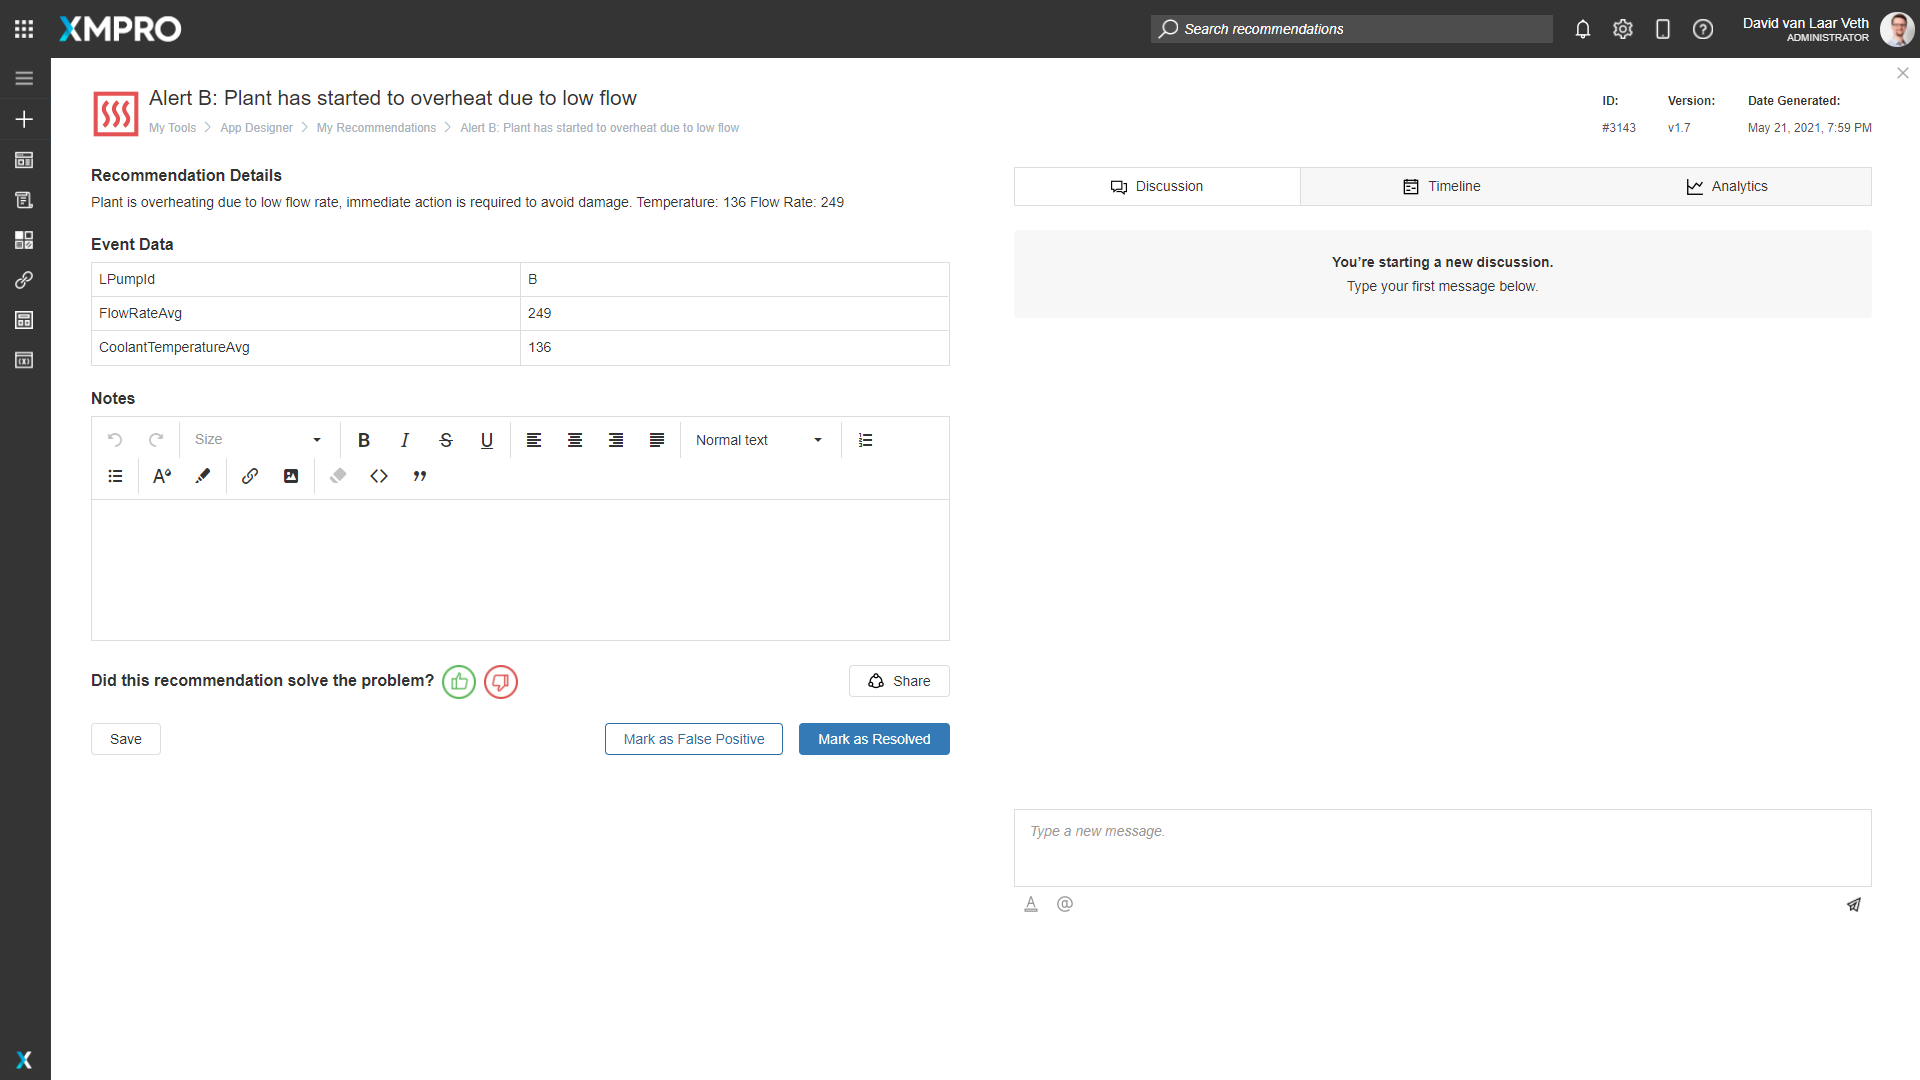 XMPRO
Search recommendations
David van Laar Veth
ADMINISTRATOR
Alert B: Plant has started to overheat due to low flow
My Tools > App Designer > My Recommendations > Alert B: Plant has started to overheat due to low flow
ID: Version: Date Generated:
#3143 v1.7 May 21, 2021, 7:59 PM
Recommendation Details
Plant is overheating due to low flow rate, immediate action is required to avoid damage. Temperature: 136 Flow Rate: 249
Event Data
LPumpId B
FlowRateAvg 249
CoolantTemperatureAvg 136
Notes
Size B I S U Normal text
Did this recommendation solve the problem?
Share
Save
Mark as False Positive
Mark as Resolved
Discussion Timeline Analytics
You’re starting a new discussion.
Type your first message below.
Type a new message.
A @
X